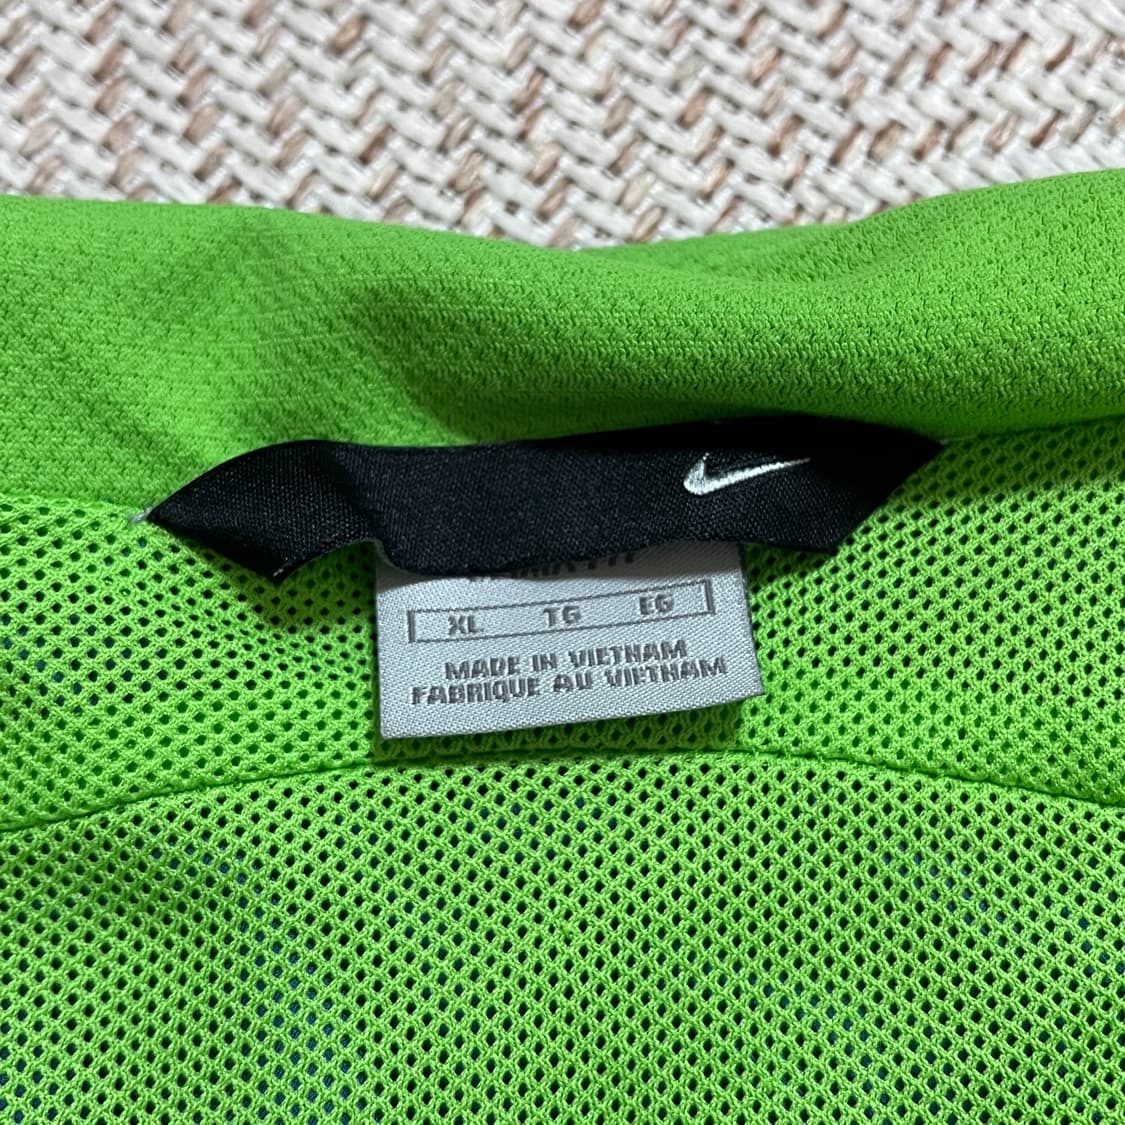 XL TG EG
MADE IN VIETNAM
FABRIQUE AU VIETNAM